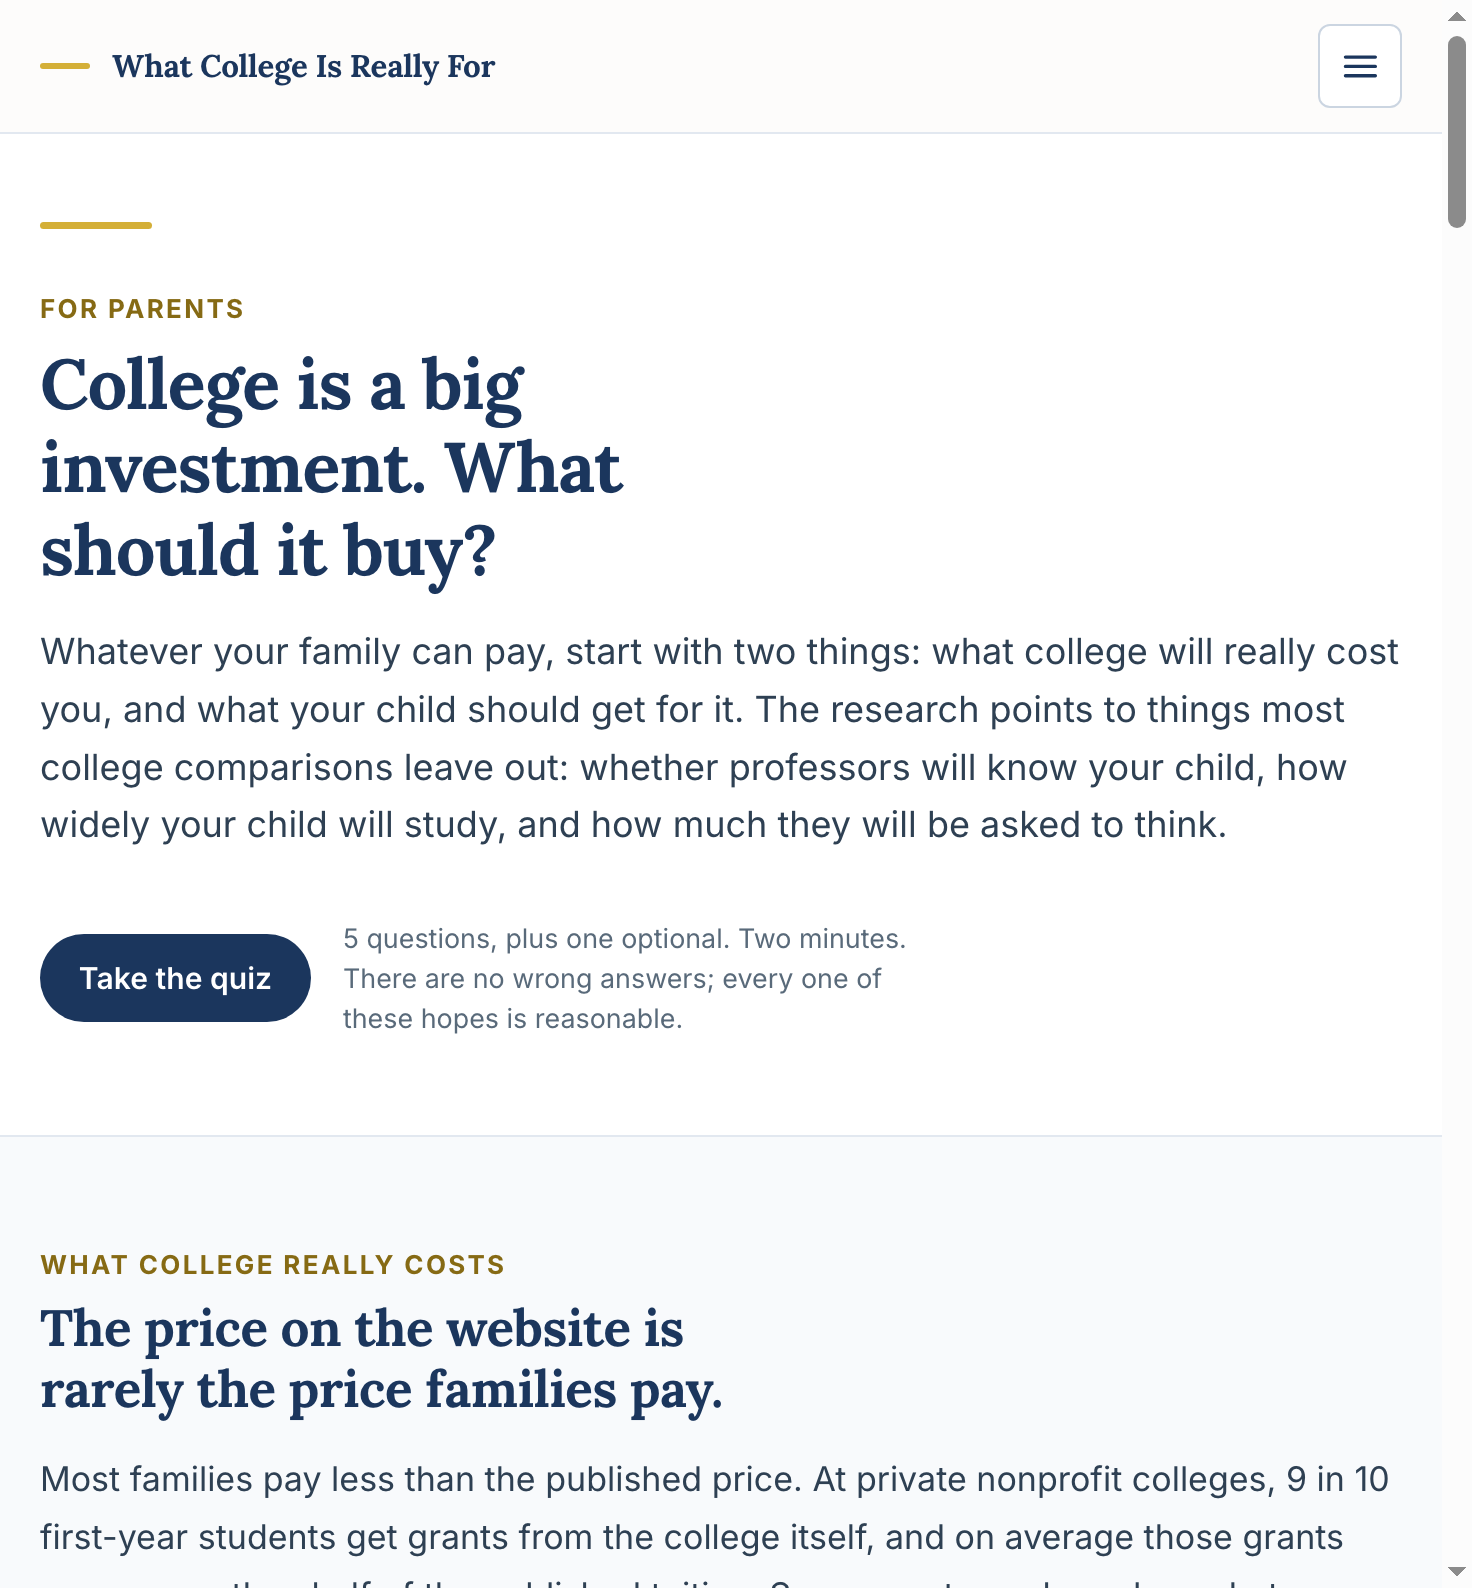 What College Is Really For
FOR PARENTS
College is a big
investment. What
should it buy?
Whatever your family can pay, start with two things: what college will really cost
you, and what your child should get for it. The research points to things most
college comparisons leave out: whether professors will know your child, how
widely your child will study, and how much they will be asked to think.
Take the quiz
5 questions, plus one optional. Two minutes.
There are no wrong answers; every one of
these hopes is reasonable.
WHAT COLLEGE REALLY COSTS
The price on the website is
rarely the price families pay.
Most families pay less than the published price. At private nonprofit colleges, 9 in 10
first-year students get grants from the college itself, and on average those grants